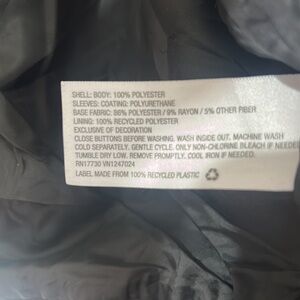 SHELL: BODY: 100% POLYESTER
SLEEVES: COATING: POLYURETHANE
BASE FABRIC: 86% POLYESTER / 9% RAYON / 5% OTHER FIBER
LINING: 100% RECYCLED POLYESTER
EXCLUSIVE OF DECORATION
CLOSE BUTTONS BEFORE WASHING. WASH INSIDE OUT. MACHINE WASH
COLD SEPARATELY. GENTLE CYCLE. ONLY NON-CHLORINE BLEACH IF NEEDED
TUMBLE DRY LOW. REMOVE PROMPTLY. COOL IRON IF NEEDED.
RN17730 VN1247024
LABEL MADE FROM 100% RECYCLED PLASTIC